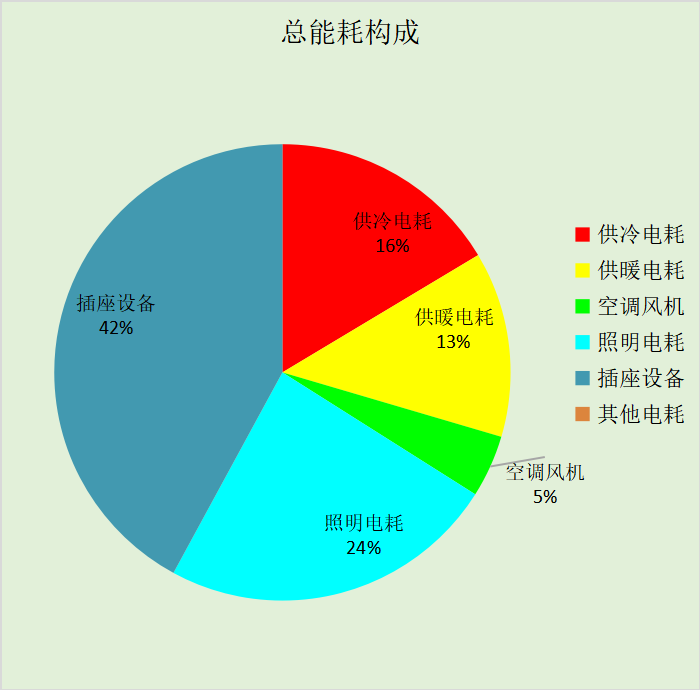 总能耗构成
供冷电耗
16%
供暖电耗
13%
空调风机
5%
照明电耗
24%
插座设备
42%
供冷电耗
供暖电耗
空调风机
照明电耗
插座设备
其他电耗